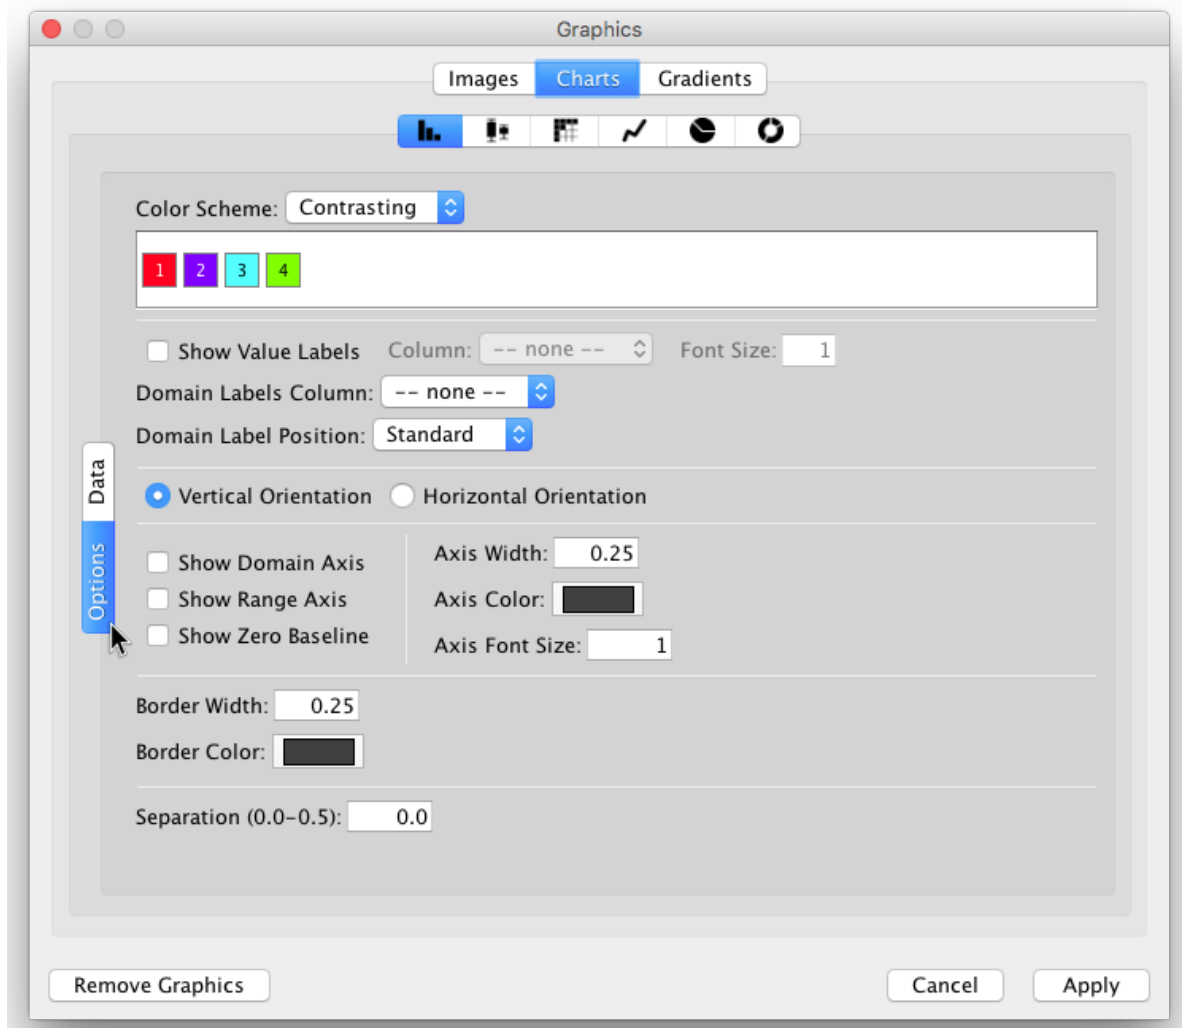 Graphics
Images Charts Gradients
Color Scheme: Contrasting
1 2 3 4
Show Value Labels Column: -- none -- Font Size: 1
Domain Labels Column: -- none --
Domain Label Position: Standard
Data
Vertical Orientation Horizontal Orientation
Options
Show Domain Axis Axis Width: 0.25
Show Range Axis Axis Color:
Show Zero Baseline Axis Font Size: 1
Border Width: 0.25
Border Color:
Separation (0.0-0.5): 0.0
Remove Graphics Cancel Apply